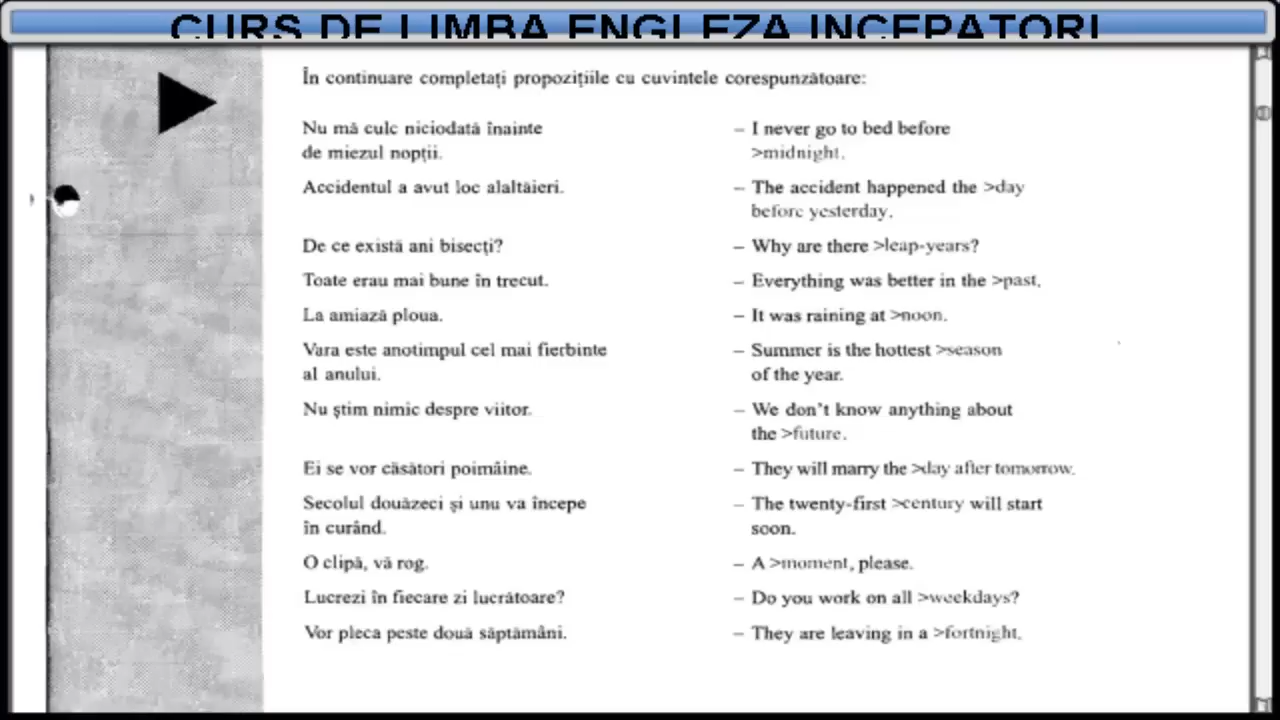 CURS DE LIMBA ENGLEZA INCEPATORI
În continuare completați propozițiile cu cuvintele corespunzătoare:
Nu mă culc niciodată înainte
de miezul nopții.
– I never go to bed before
>midnight.
Accidentul a avut loc alaltăieri.
– The accident happened the >day
before yesterday.
De ce există ani bisecți?
– Why are there >leap-years?
Toate erau mai bune în trecut.
– Everything was better in the >past.
La amiază ploua.
– It was raining at >noon.
Vara este anotimpul cel mai fierbinte
al anului.
– Summer is the hottest >season
of the year.
Nu știm nimic despre viitor.
– We don't know anything about
the >future.
Ei se vor căsători poimâine.
– They will marry the >day after tomorrow.
Secolul douăzeci și unu va începe
în curând.
– The twenty-first >century will start
soon.
O clipă, vă rog.
– A >moment, please.
Lucrezi în fiecare zi lucrătoare?
– Do you work on all >weekdays?
Vor pleca peste două săptămâni.
– They are leaving in a >fortnight.